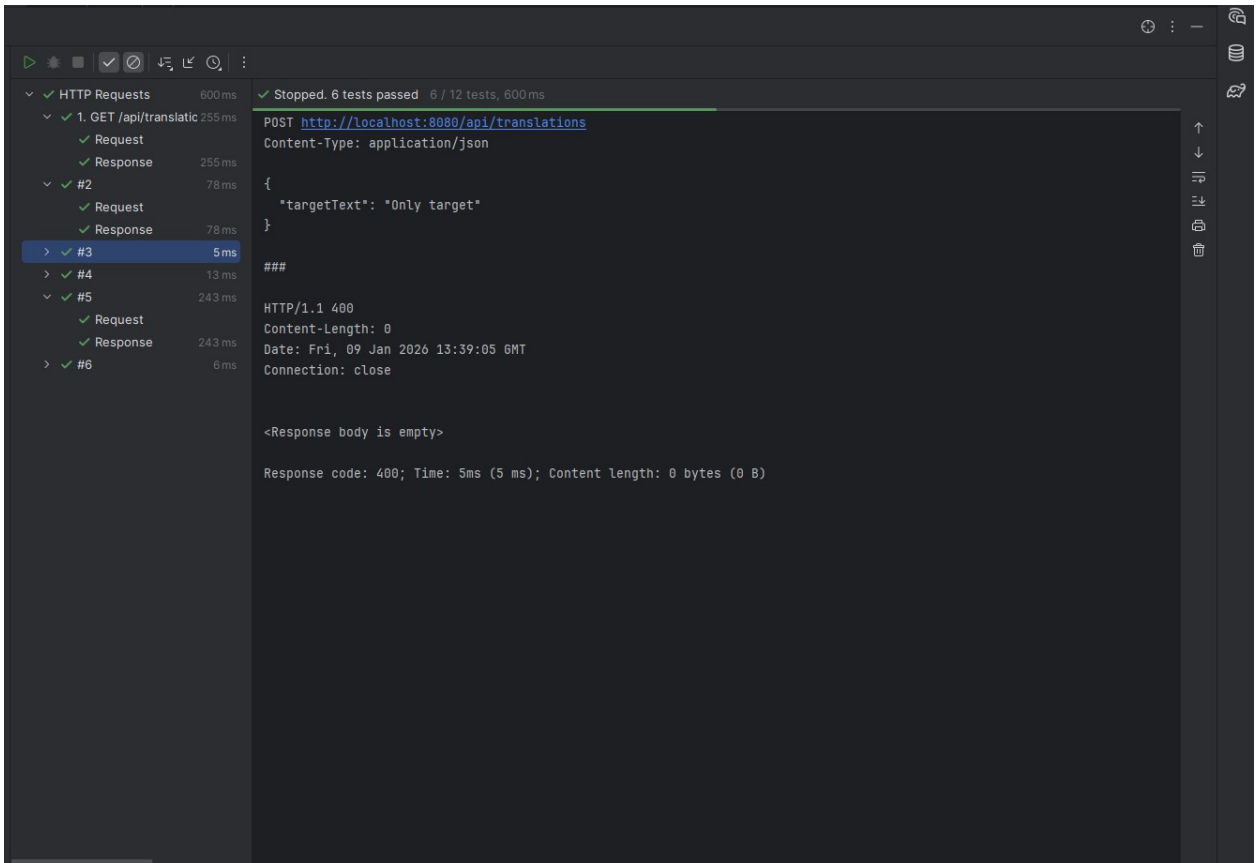 HTTP Requests 600 ms
1. GET /api/translatic 255 ms
Request
Response 255 ms
#2 78 ms
Request
Response 78 ms
#3 5 ms
#4 13 ms
#5 243 ms
Request
Response 243 ms
#6 6 ms
Stopped. 6 tests passed 6 / 12 tests, 600 ms
POST http://localhost:8080/api/translations
Content-Type: application/json
{
"targetText": "Only target"
}
###
HTTP/1.1 400
Content-Length: 0
Date: Fri, 09 Jan 2026 13:39:05 GMT
Connection: close
<Response body is empty>
Response code: 400; Time: 5ms (5 ms); Content length: 0 bytes (0 B)